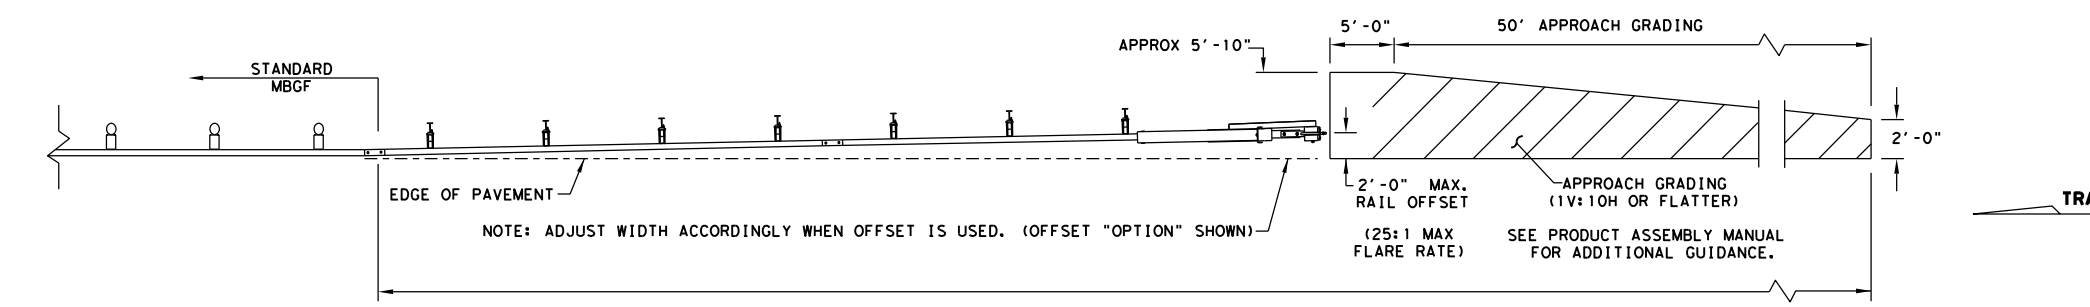 5'-0"
50' APPROACH GRADING
APPROX 5'-10"
STANDARD
MBGF
2'-0"
EDGE OF PAVEMENT
2'-0" MAX.
RAIL OFFSET
APPROACH GRADING
(1V:10H OR FLATTER)
NOTE: ADJUST WIDTH ACCORDINGLY WHEN OFFSET IS USED. (OFFSET "OPTION" SHOWN)
(25:1 MAX
FLARE RATE)
SEE PRODUCT ASSEMBLY MANUAL
FOR ADDITIONAL GUIDANCE.